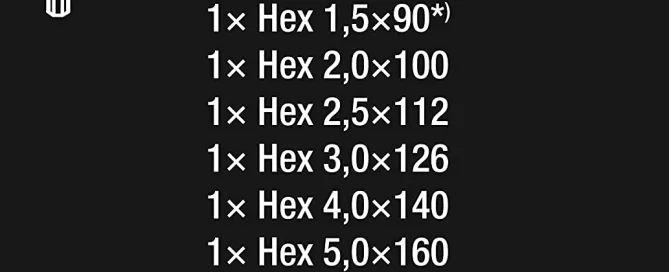 1× Hex 1,5×90*)
1× Hex 2,0×100
1× Hex 2,5×112
1× Hex 3,0×126
1× Hex 4,0×140
1× Hex 5,0×160